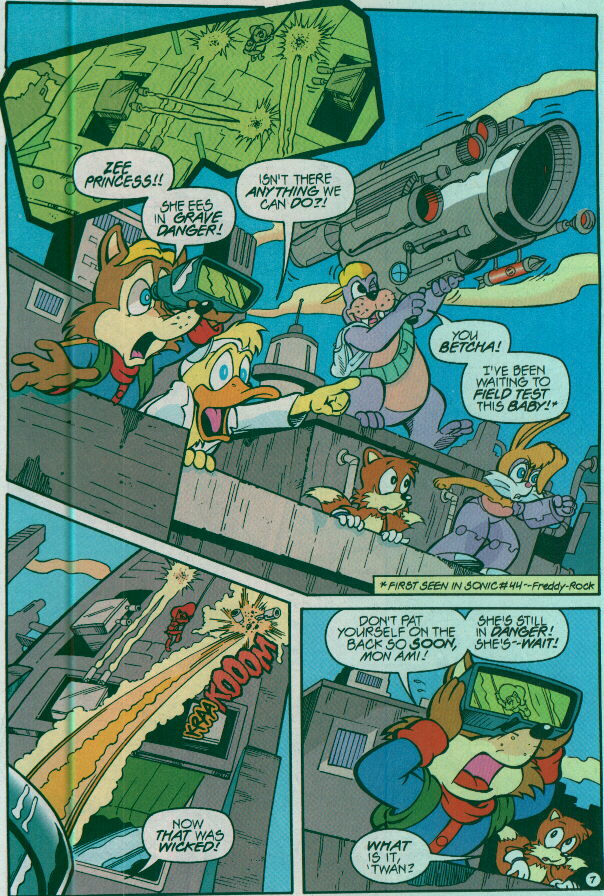 ZEE
PRINCESS!!
SHE EES
IN GRAVE
DANGER!
ISN'T THERE
ANYTHING WE
CAN DO?!
YOU
BETCHA!
I'VE BEEN
WAITING TO
FIELD TEST
THIS BABY!*
* FIRST SEEN IN SONIC #44~~Freddy-Rock
KRAAKOOOM
NOW
THAT WAS
WICKED!
DON'T PAT
YOURSELF ON THE
BACK SO SOON,
MON AMI!
SHE'S STILL
IN DANGER!
SHE'S~~WAIT!
WHAT
IS IT,
'TWAN?
7